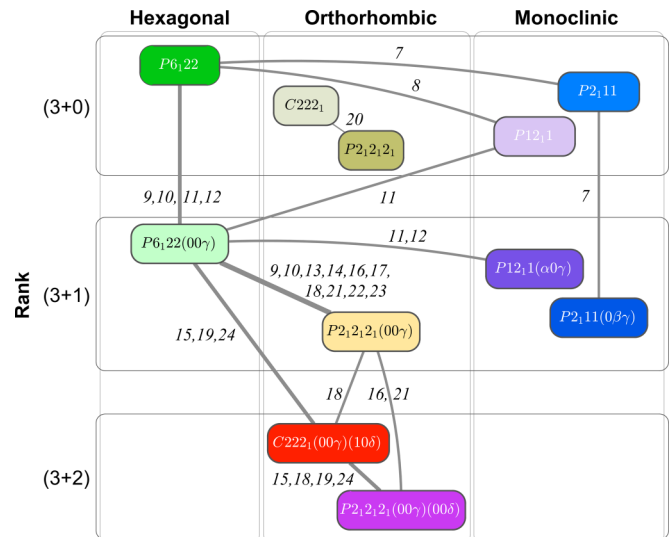 Hexagonal Orthorhombic Monoclinic
Rank
(3+0)
P6₁22
7
8
P2₁11
C222₁
20
P2₁2₁2₁
P12₁1
9,10, 11,12
11
7
(3+1)
P6₁22(00γ)
11,12
P12₁1(α0γ)
9,10,13,14,16,17,
18,21,22,23
P2₁11(0βγ)
15,19,24
P2₁2₁2₁(00γ)
18
16, 21
(3+2)
C222₁(00γ)(10δ)
15,18,19,24
P2₁2₁2₁(00γ)(00δ)